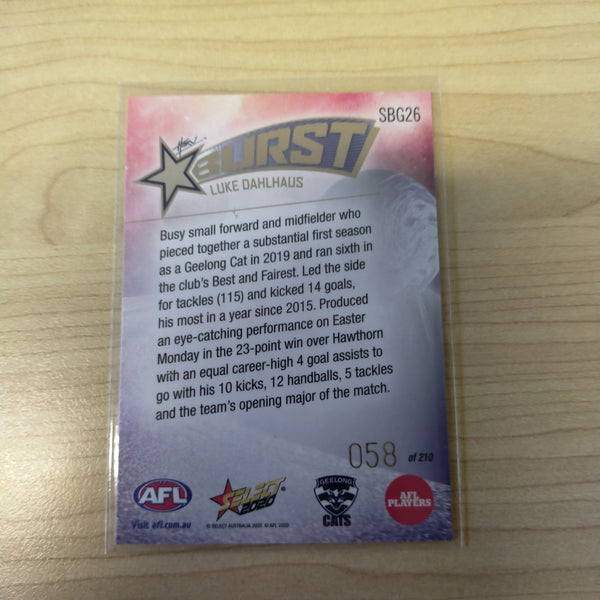 SBG26
BURST
LUKE DAHLHAUS
Busy small forward and midfielder who
pieced together a substantial first season
as a Geelong Cat in 2019 and ran sixth in
the club's Best and Fairest. Led the side
for tackles (115) and kicked 14 goals,
his most in a year since 2015. Produced
an eye-catching performance on Easter
Monday in the 23-point win over Hawthorn
with an equal career-high 4 goal assists to
go with his 10 kicks, 12 handballs, 5 tackles
and the team's opening major of the match.
058 of 210
AFL
Visit afl.com.au
SELECT
2020
© SELECT AUSTRALIA 2020 © AFL 2020
GEELONG
CATS
AFL
PLAYERS